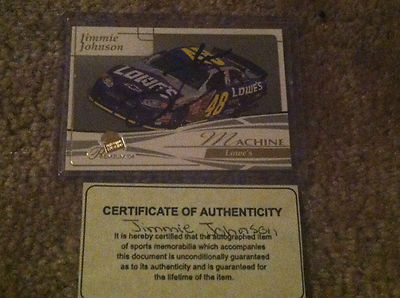 Jimmie
Johnson
LOWE'S
LOWE'S
48
MACHINE
Lowe's
CERTIFICATE OF AUTHENTICITY
Jimmie Johnson
It is hereby certified that the autographed item
of sports memorabilia which accompanies
this document is unconditionally guaranteed
as to its authenticity and is guaranteed for
the lifetime of the item.